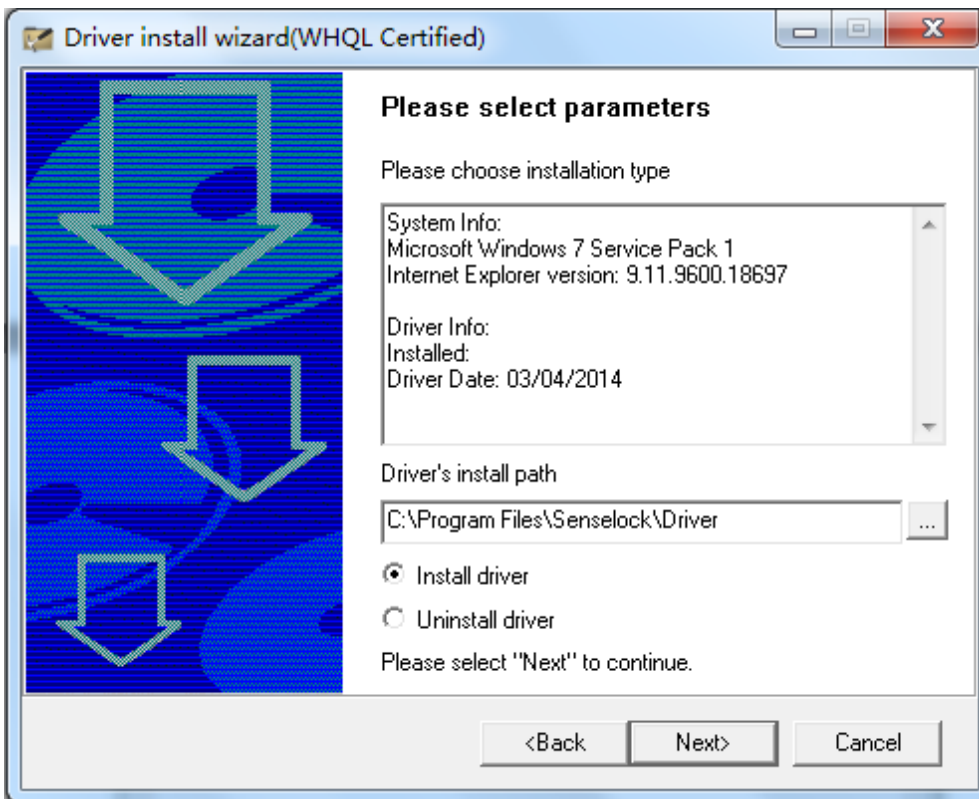 Driver install wizard(WHQL Certified)
Please select parameters
Please choose installation type
System Info:
Microsoft Windows 7 Service Pack 1
Internet Explorer version: 9.11.9600.18697
Driver Info:
Installed:
Driver Date: 03/04/2014
Driver's install path
C:\Program Files\Senselock\Driver
...
Install driver
Uninstall driver
Please select "Next" to continue.
<Back Next> Cancel